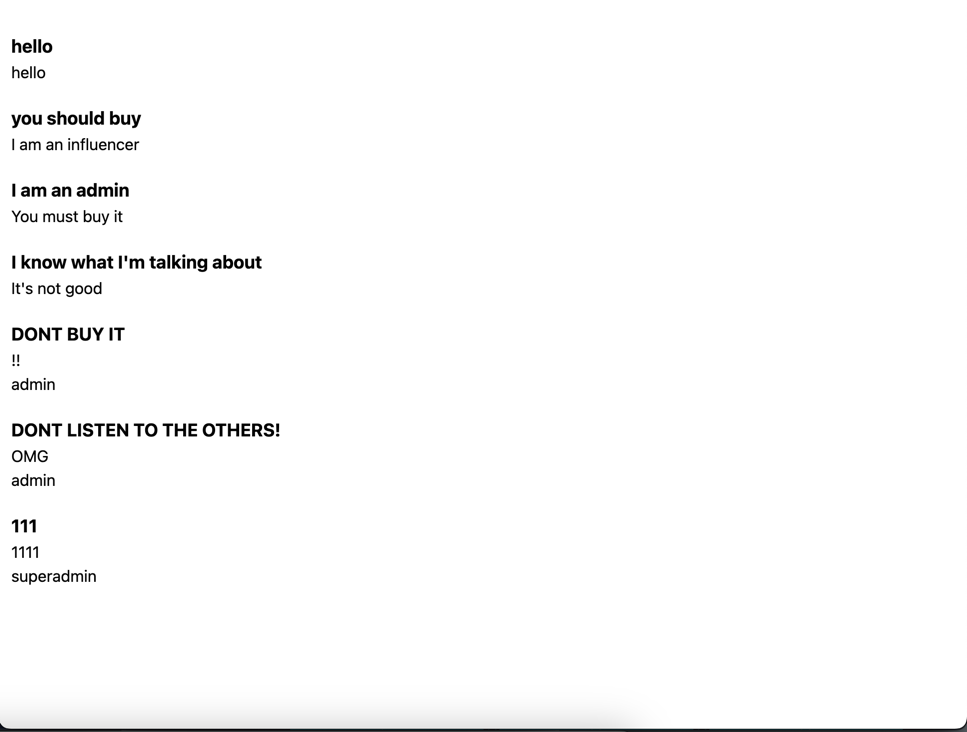 hello
hello
you should buy
I am an influencer
I am an admin
You must buy it
I know what I'm talking about
It's not good
DONT BUY IT
!!
admin
DONT LISTEN TO THE OTHERS!
OMG
admin
111
1111
superadmin